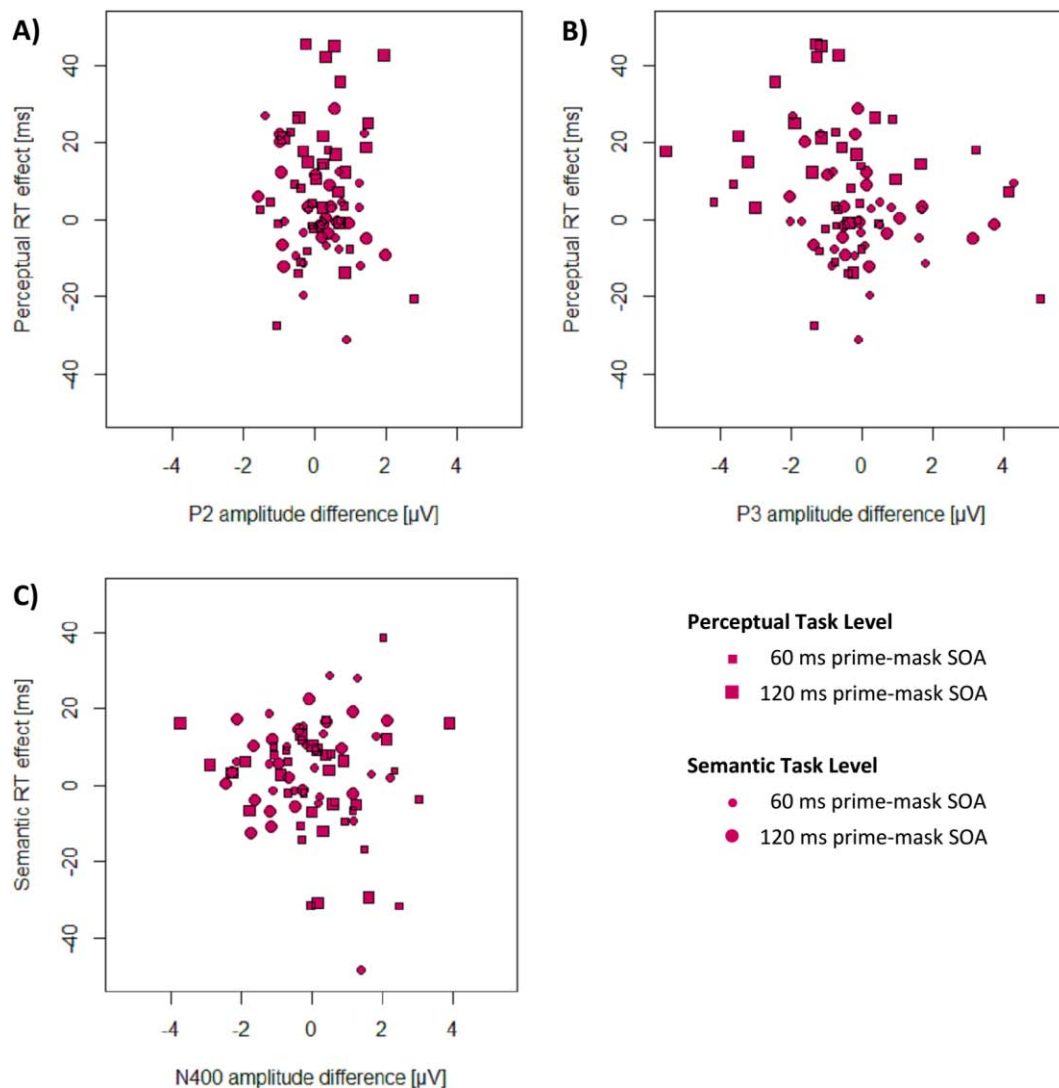 A)
Perceptual RT effect [ms]
40
20
0
-20
-40
-4
-2
0
2
4
P2 amplitude difference [µV]
B)
Perceptual RT effect [ms]
40
20
0
-20
-40
-4
-2
0
2
4
P3 amplitude difference [µV]
C)
Semantic RT effect [ms]
40
20
0
-20
-40
-4
-2
0
2
4
N400 amplitude difference [µV]
Perceptual Task Level
60 ms prime-mask SOA
120 ms prime-mask SOA
Semantic Task Level
60 ms prime-mask SOA
120 ms prime-mask SOA